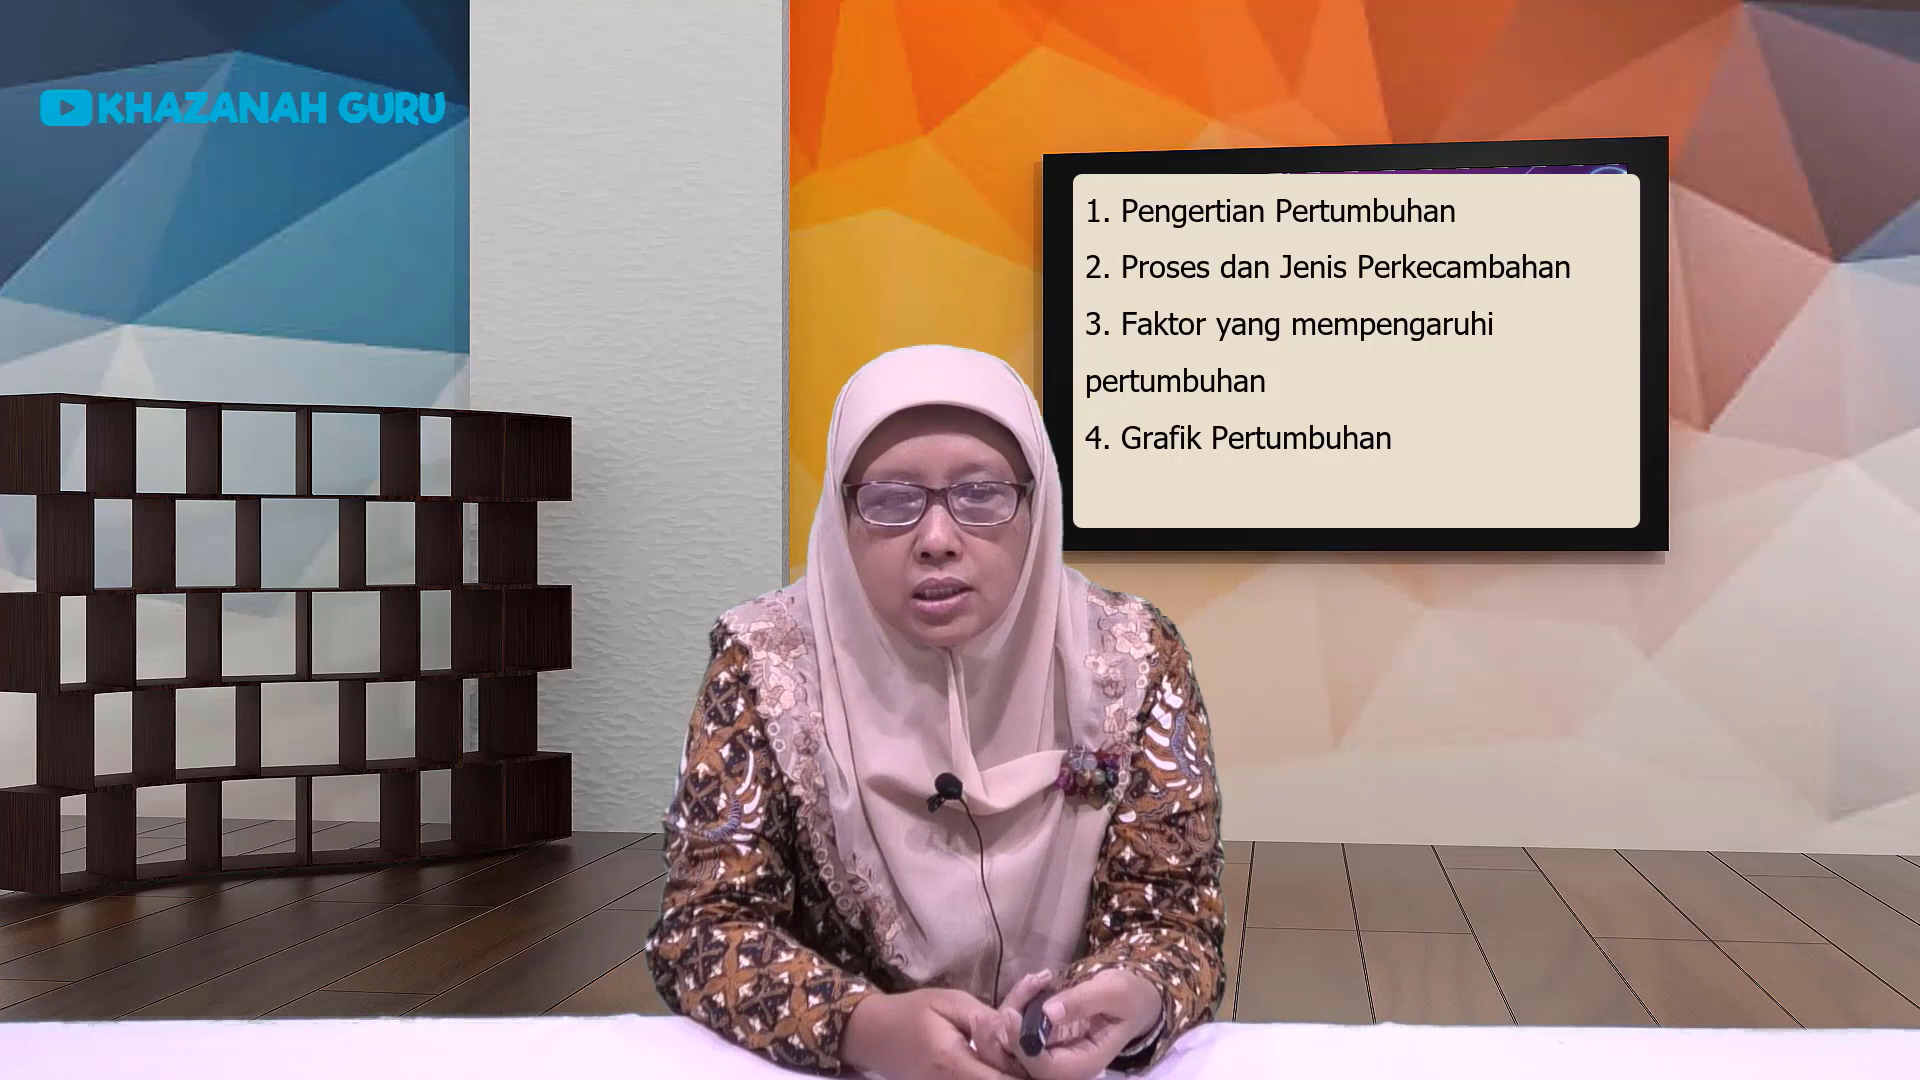 KHAZANAH GURU
1. Pengertian Pertumbuhan
2. Proses dan Jenis Perkecambahan
3. Faktor yang mempengaruhi
pertumbuhan
4. Grafik Pertumbuhan